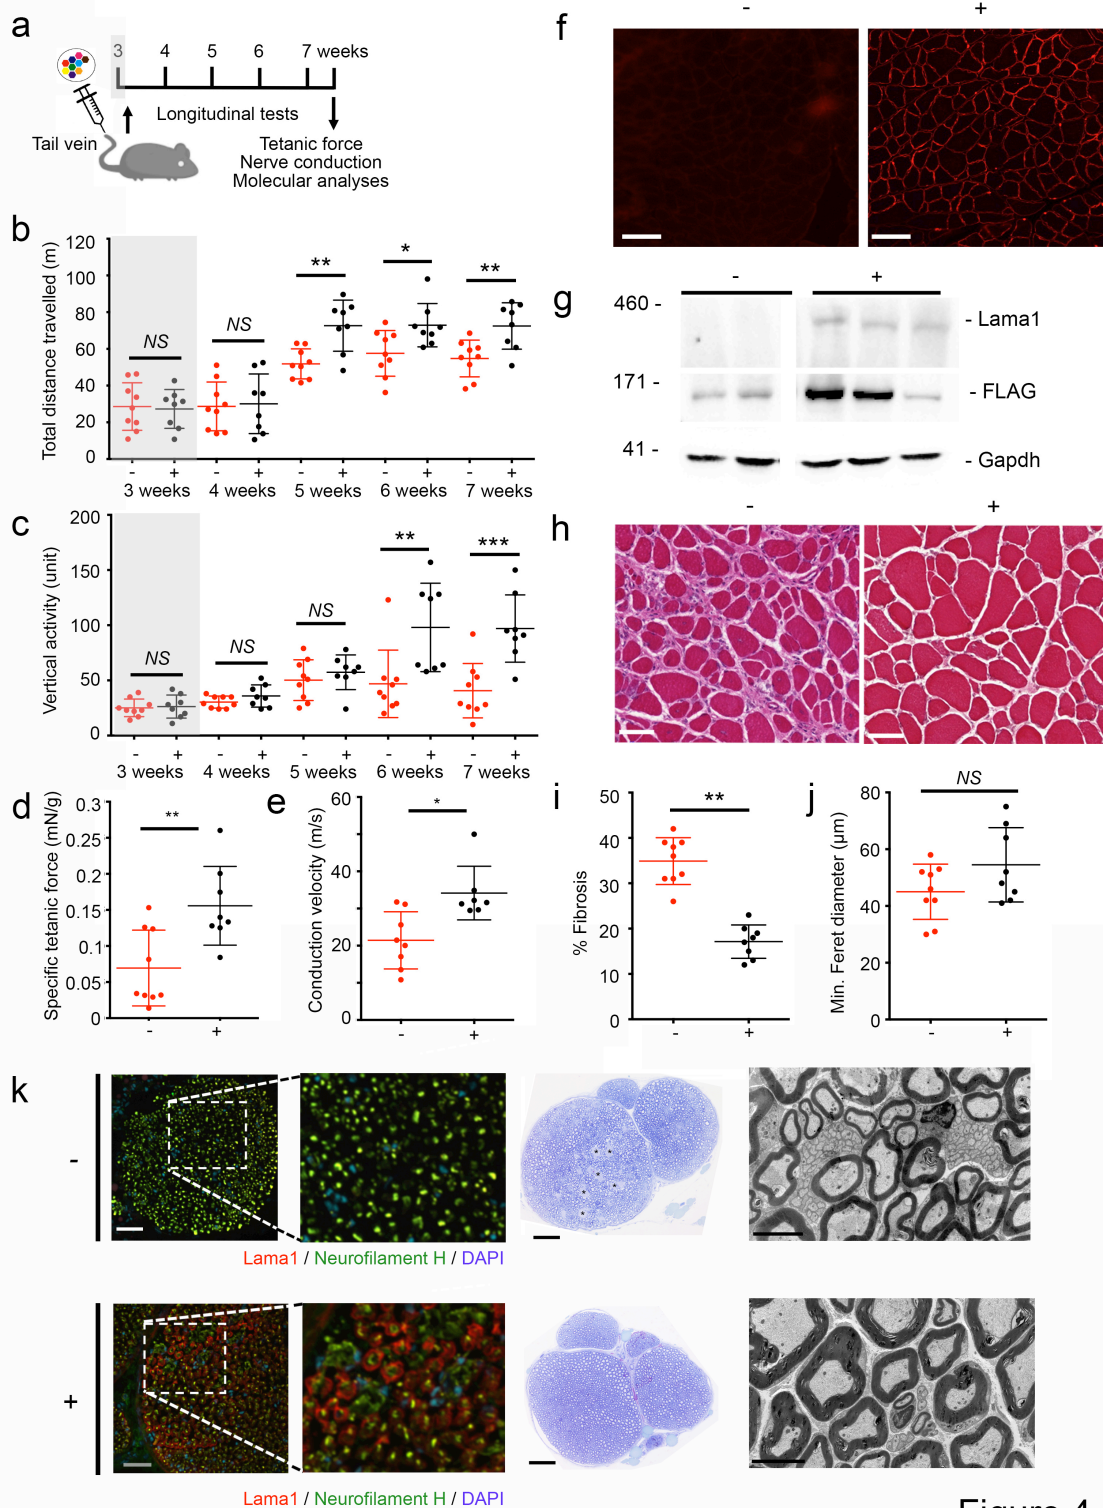 a
3 4 5 6 7 weeks
Longitudinal tests
Tail vein
Tetanic force
Nerve conduction
Molecular analyses
b
Total distance travelled (m)
120
100
80
60
40
20
0
NS
NS
**
*
**
- + - + - + - + - +
3 weeks 4 weeks 5 weeks 6 weeks 7 weeks
c
Vertical activity (unit)
200
150
100
50
0
NS
NS
NS
**
***
- + - + - + - + - +
3 weeks 4 weeks 5 weeks 6 weeks 7 weeks
d
Specific tetanic force (mN/g)
0.3
0.25
0.2
0.15
0.1
0.05
0
**
- +
e
Conduction velocity (m/s)
60
40
20
0
*
- +
f
- +
g
- +
460 -
- Lama1
171 -
- FLAG
41 -
- Gapdh
h
- +
i
% Fibrosis
50
40
30
20
10
0
**
- +
j
Min. Feret diameter (μm)
80
60
40
20
0
NS
- +
k
-
* * * * * * *
Lama1 / Neurofilament H / DAPI
+
Lama1 / Neurofilament H / DAPI